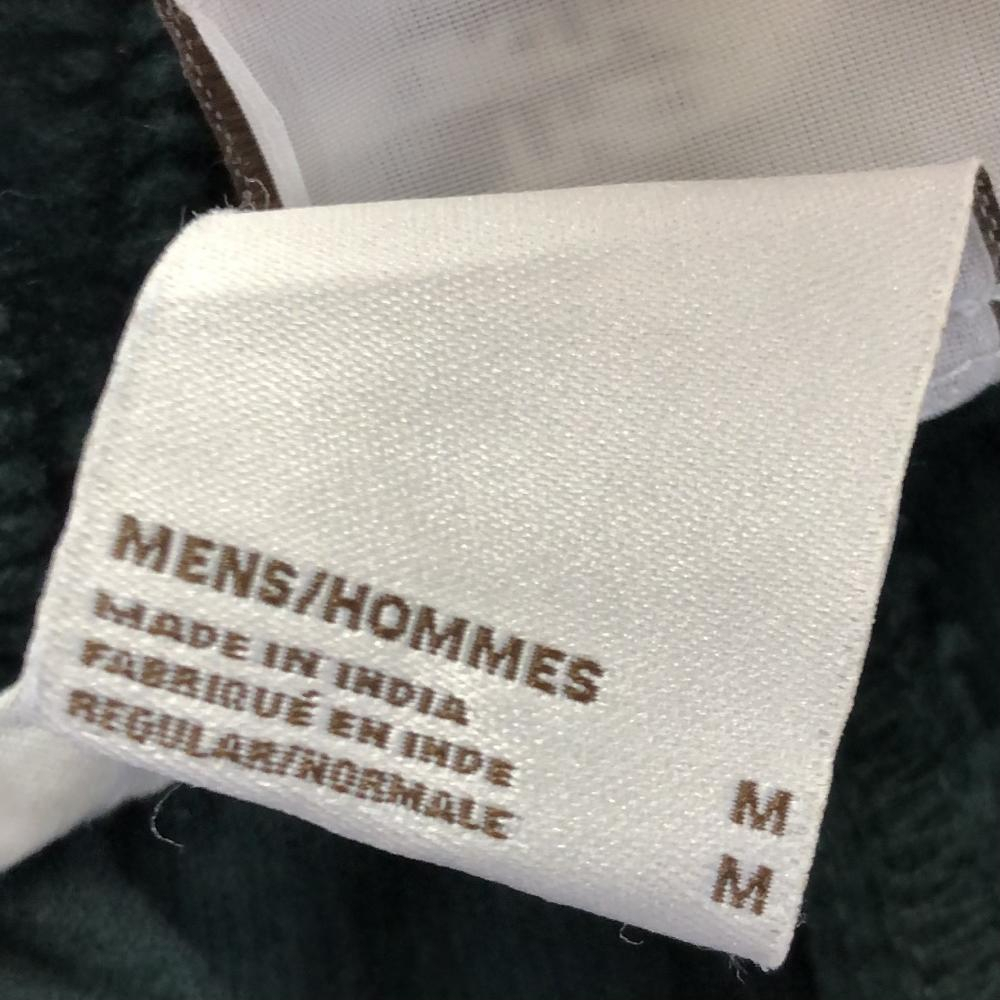 MENS/HOMMES
MADE IN INDIA
FABRIQUÉ EN INDE
REGULAR/NORMALE
M
M